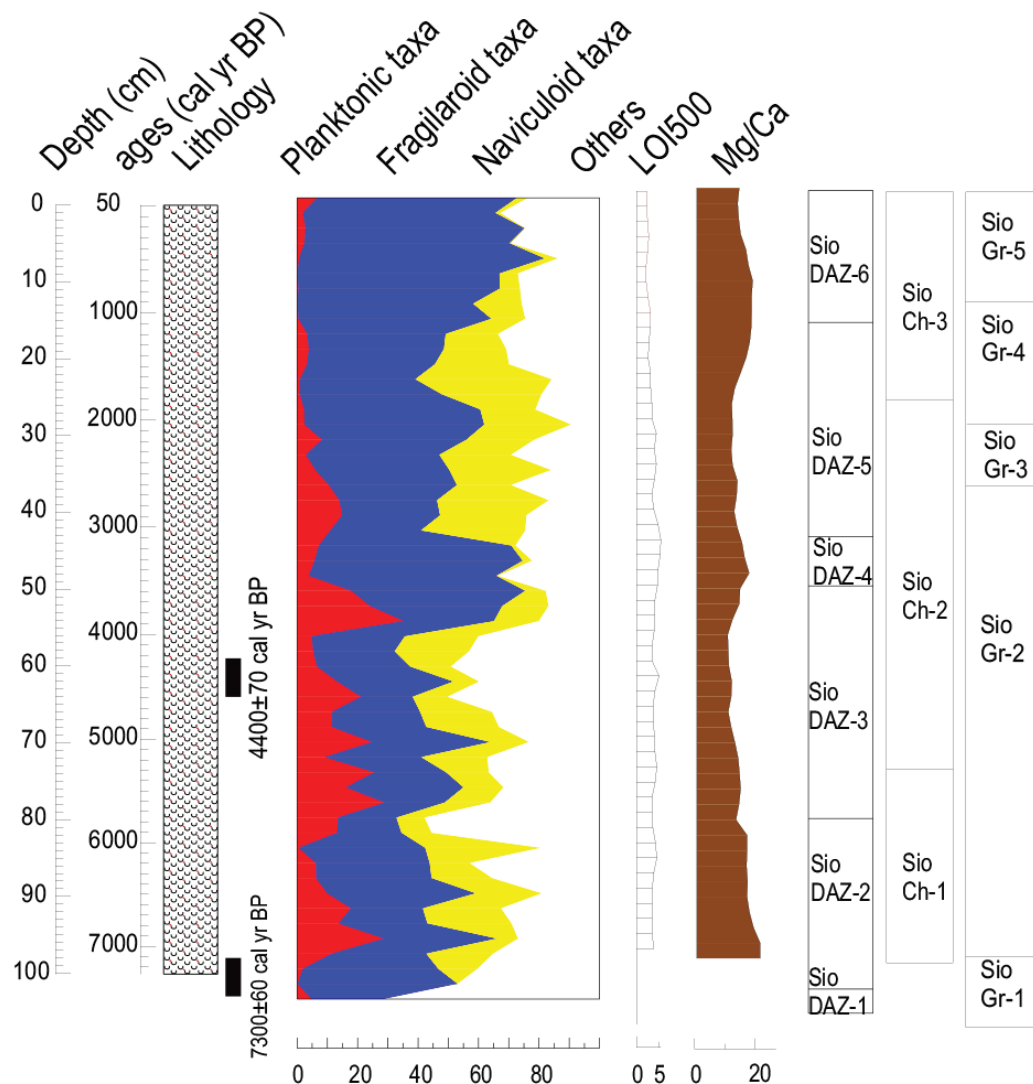 Depth (cm)
ages (cal yr BP)
Lithology
Planktonic taxa
Fragilaroid taxa
Naviculoid taxa
Others
LOI500
Mg/Ca
0
10
20
30
40
50
60
70
80
90
100
50
1000
2000
3000
4000
5000
6000
7000
4400±70 cal yr BP
7300±60 cal yr BP
0
20
40
60
80
0 5
0
20
Sio
DAZ-6
Sio
DAZ-5
Sio
DAZ-4
Sio
DAZ-3
Sio
DAZ-2
Sio
DAZ-1
Sio
Ch-3
Sio
Ch-2
Sio
Ch-1
Sio
Gr-5
Sio
Gr-4
Sio
Gr-3
Sio
Gr-2
Sio
Gr-1